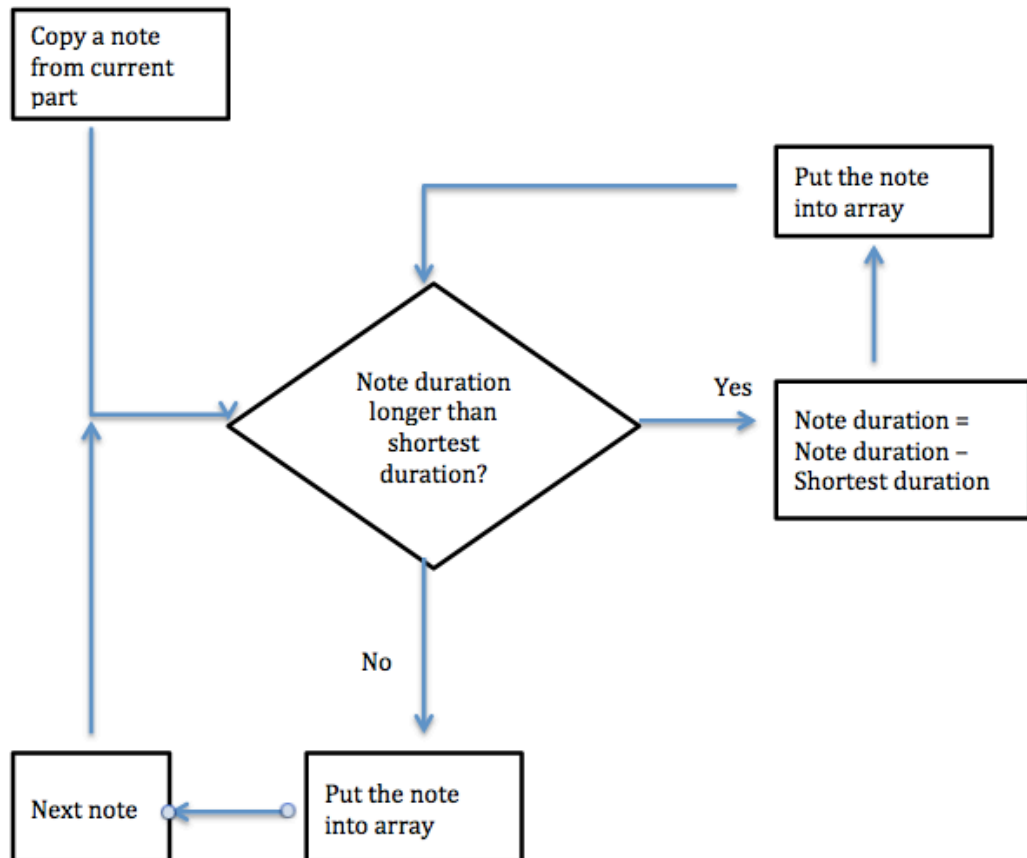 Copy a note
from current
part
Put the note
into array
Note duration
longer than
shortest
duration?
Yes
Note duration =
Note duration –
Shortest duration
No
Next note
Put the note
into array